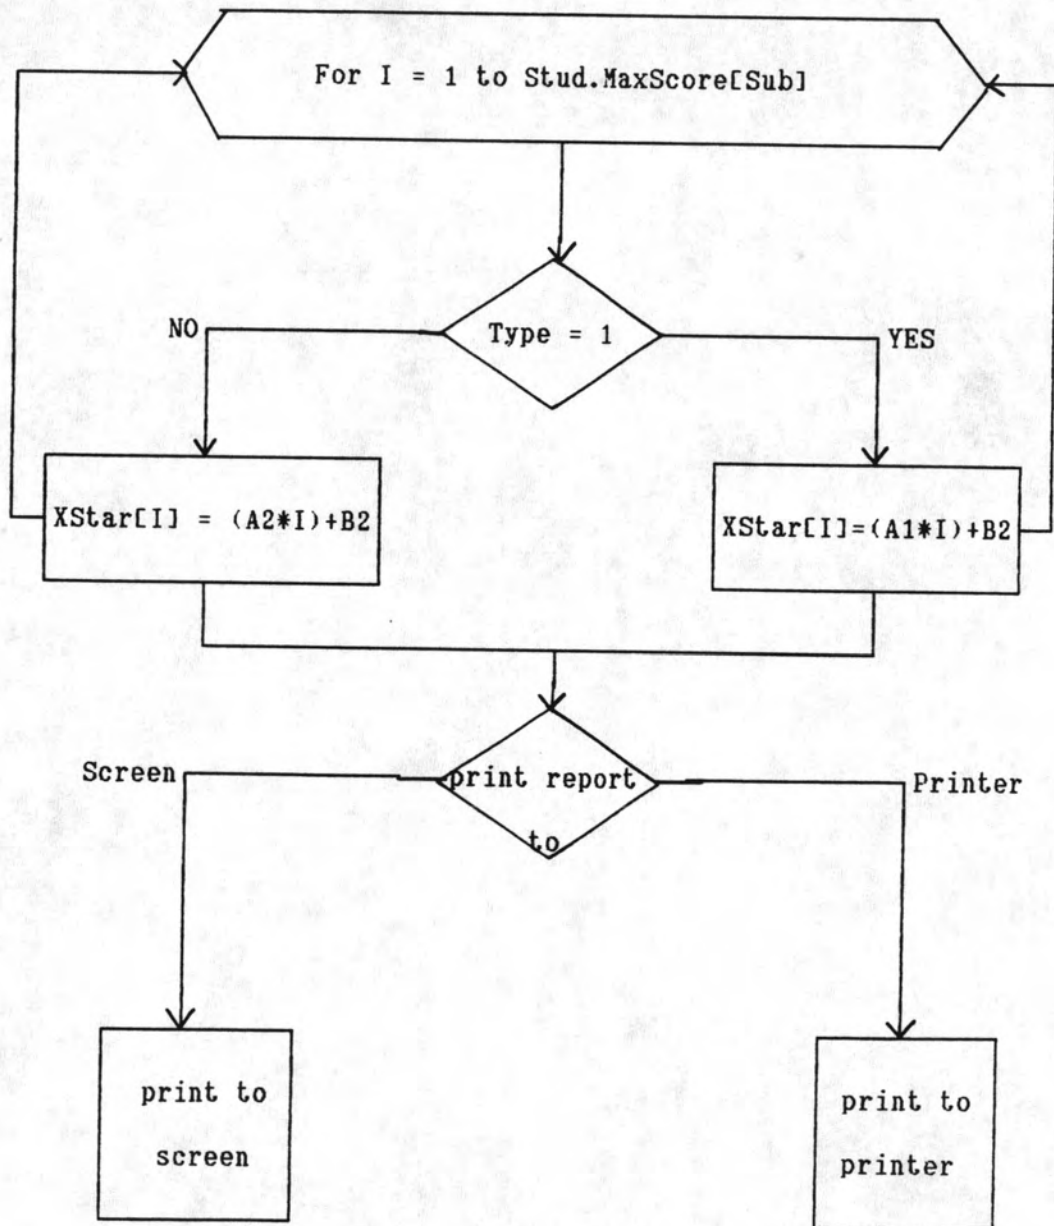 For I = 1 to Stud.MaxScore[Sub]
NO
Type = 1
YES
XStar[I] = (A2*I)+B2
XStar[I]=(A1*I)+B2
Screen
print report
to
Printer
print to
screen
print to
printer